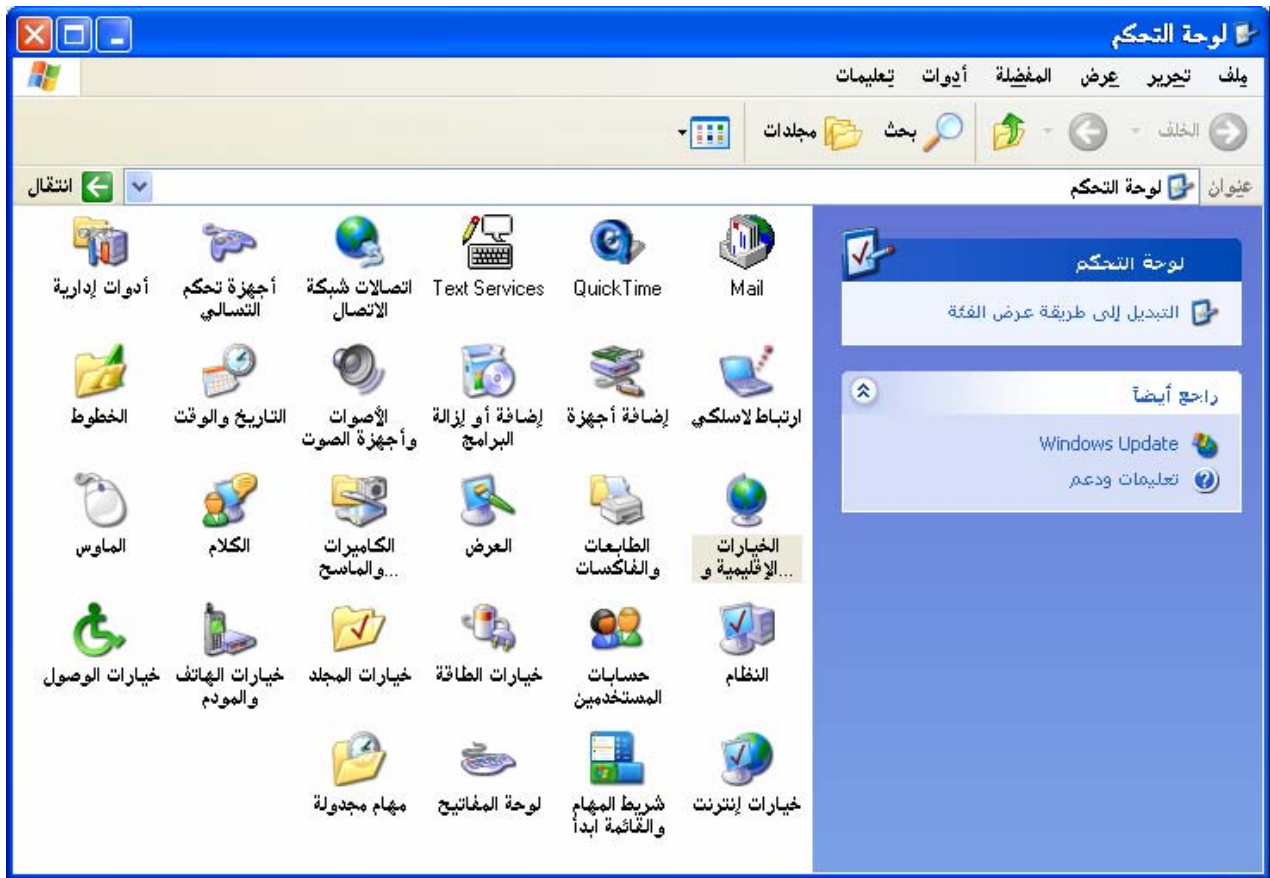 لوحة التحكم
ملف تحرير عرض المفضلة أدوات تعليمات
الخلف بحث مجلدات
عنوان لوحة التحكم انتقال
لوحة التحكم
التبديل إلى طريقة عرض الفئة
راجع أيضاً
Windows Update
تعليمات ودعم
Mail
QuickTime
Text Services
اتصالات شبكة
الاتصال
أجهزة تحكم
التسالي
أدوات إدارية
ارتباط لاسلكي
إضافة أجهزة
إضافة أو إزالة
البرامج
الأصوات
وأجهزة الصوت
التاريخ والوقت
الخطوط
الخيارات
الإقليمية و...
الطابعات
والفاكسات
العرض
الكاميرات
والماسح...
الكلام
الماوس
النظام
حسابات
المستخدمين
خيارات الطاقة
خيارات المجلد
خيارات الهاتف
والمودم
خيارات الوصول
خيارات إنترنت
شريط المهام
والقائمة ابدأ
لوحة المفاتيح
مهام مجدولة